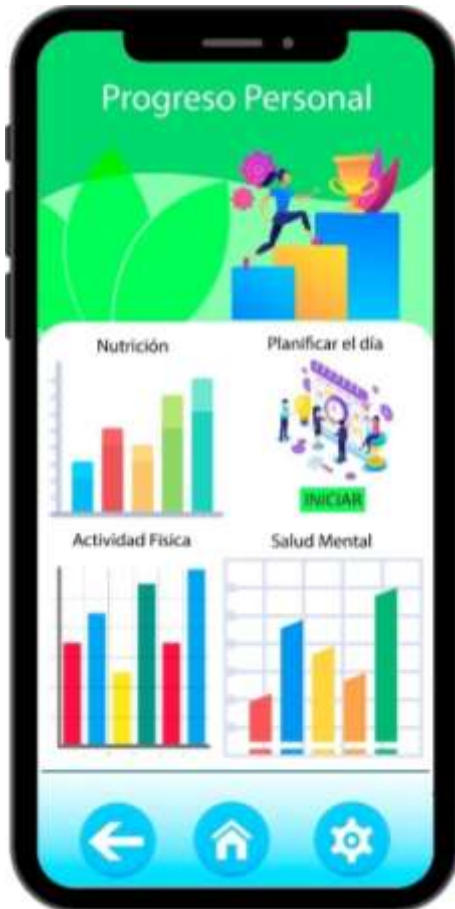 Progreso Personal
Nutrición
Planificar el día
INICIAR
Actividad Física
Salud Mental